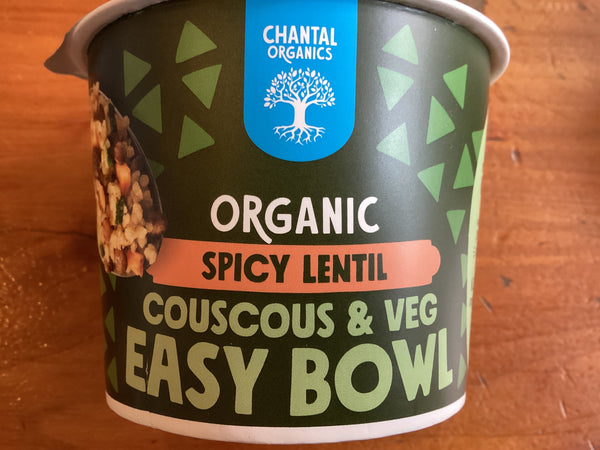 CHANTAL
ORGANICS
ORGANIC
SPICY LENTIL
COUSCOUS & VEG
EASY BOWL